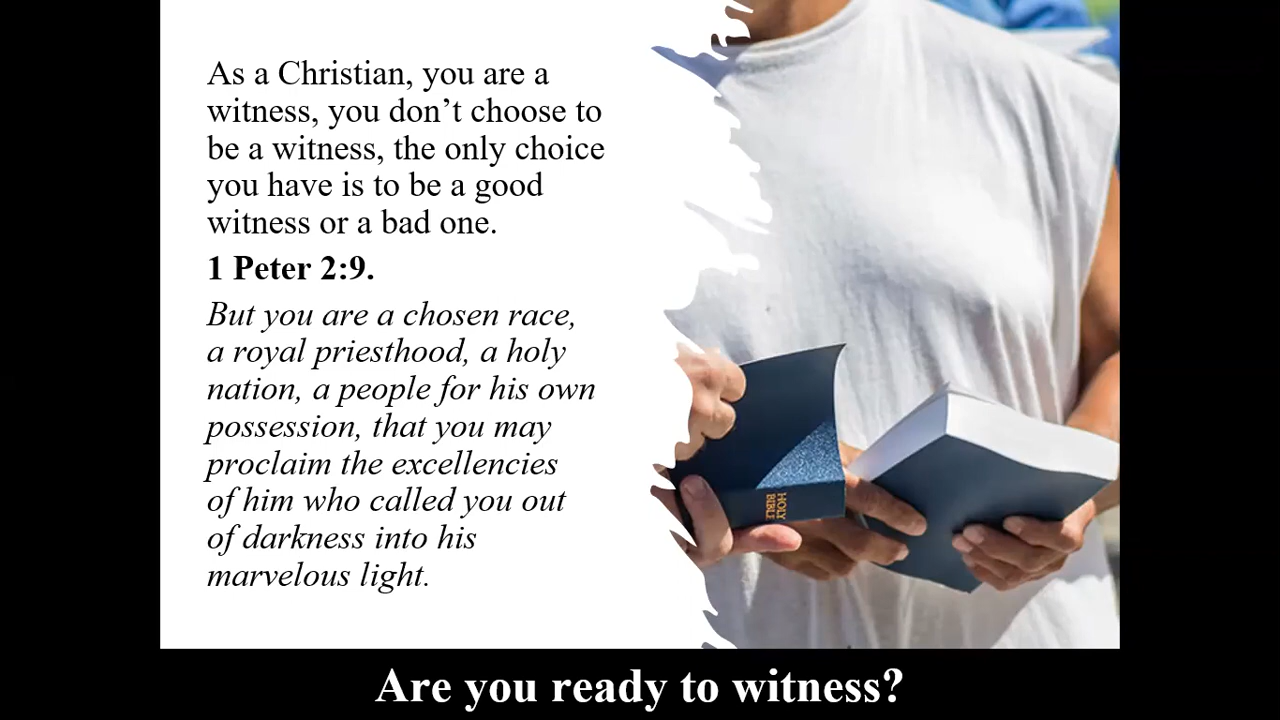 As a Christian, you are a
witness, you don’t choose to
be a witness, the only choice
you have is to be a good
witness or a bad one.
1 Peter 2:9.
But you are a chosen race,
a royal priesthood, a holy
nation, a people for his own
possession, that you may
proclaim the excellencies
of him who called you out
of darkness into his
marvelous light.
HOLY
BIBLE
Are you ready to witness?